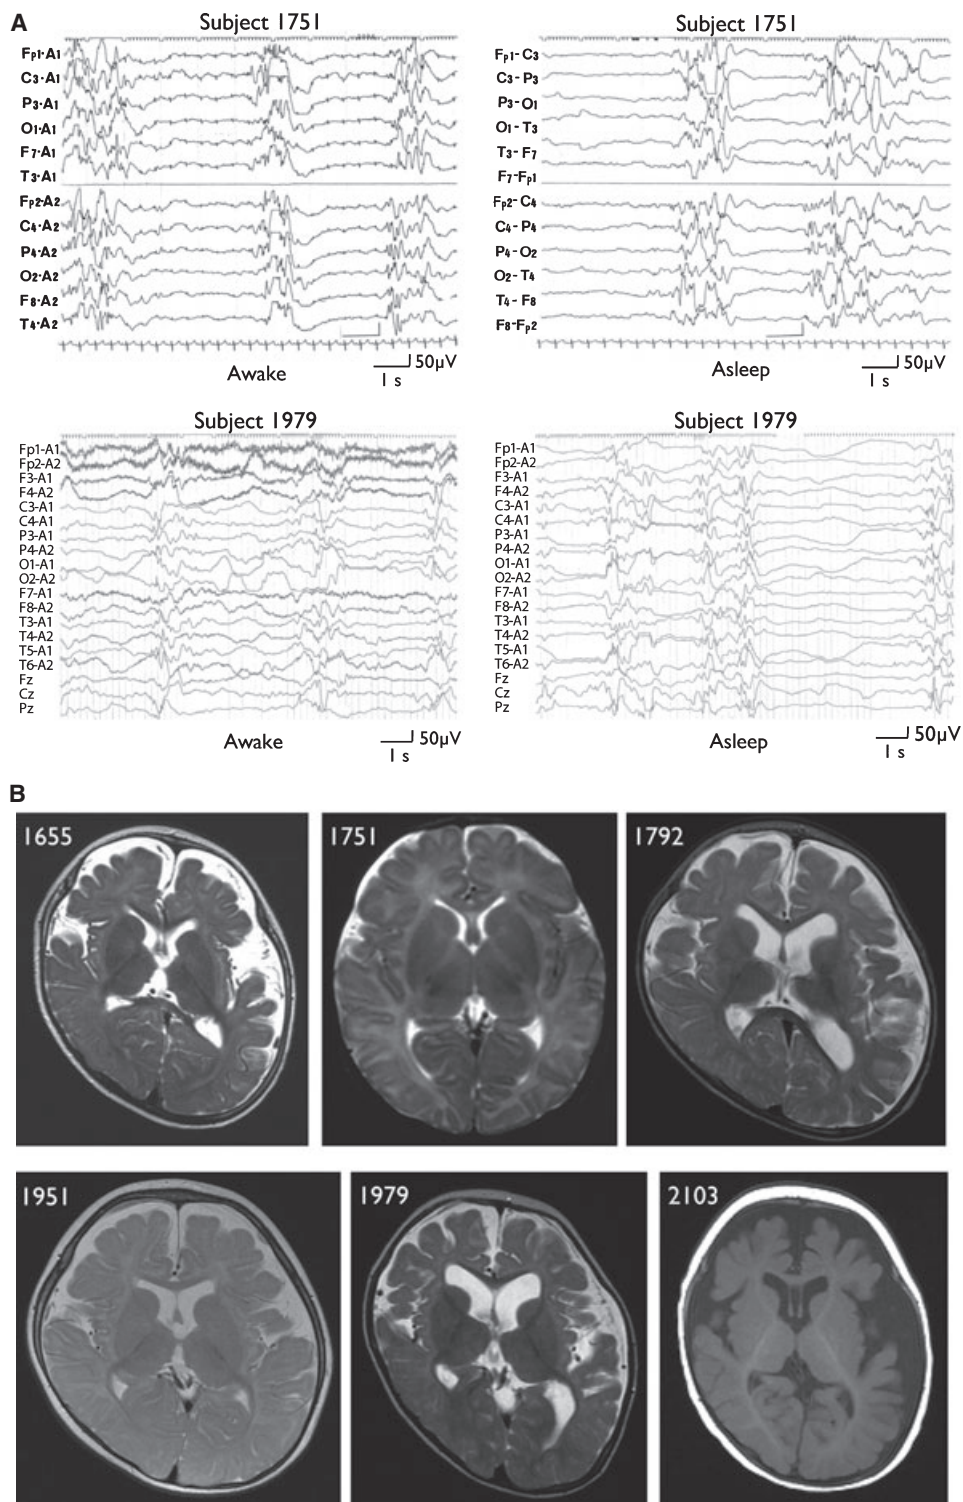 A
Subject 1751
Fp1·A1
C3·A1
P3·A1
O1·A1
F7·A1
T3·A1
Fp2·A2
C4·A2
P4·A2
O2·A2
F8·A2
T4·A2
50μV
1 s
Awake
Subject 1751
Fp1-C3
C3-P3
P3-O1
O1-T3
T3-F7
F7-Fp1
Fp2-C4
C4-P4
P4-O2
O2-T4
T4-F8
F8-Fp2
50μV
1 s
Asleep
Subject 1979
Fp1-A1
Fp2-A2
F3-A1
F4-A2
C3-A1
C4-A1
P3-A1
P4-A2
O1-A1
O2-A2
F7-A1
F8-A2
T3-A1
T4-A2
T5-A1
T6-A2
Fz
Cz
Pz
50μV
1 s
Awake
Subject 1979
Fp1-A1
Fp2-A2
F3-A1
F4-A2
C3-A1
C4-A1
P3-A1
P4-A2
O1-A1
O2-A2
F7-A1
F8-A2
T3-A1
T4-A2
T5-A1
T6-A2
Fz
Cz
Pz
50μV
1 s
Asleep
B
1655
1751
1792
1951
1979
2103